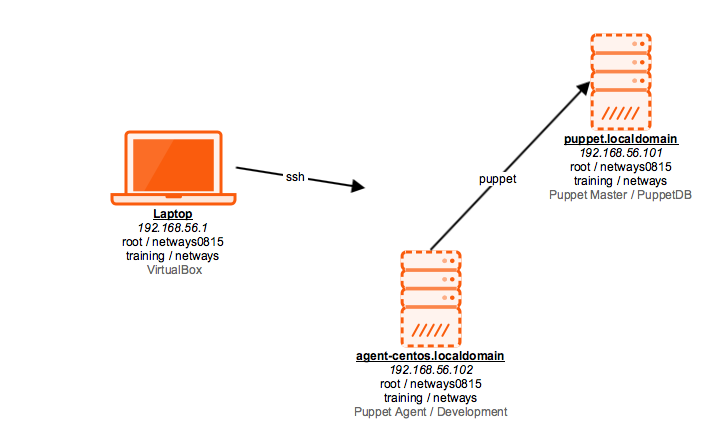 puppet.localdomain
192.168.56.101
root / netways0815
training / netways
Puppet Master / PuppetDB
puppet
ssh
Laptop
192.168.56.1
root / netways0815
training / netways
VirtualBox
agent-centos.localdomain
192.168.56.102
root / netways0815
training / netways
Puppet Agent / Development